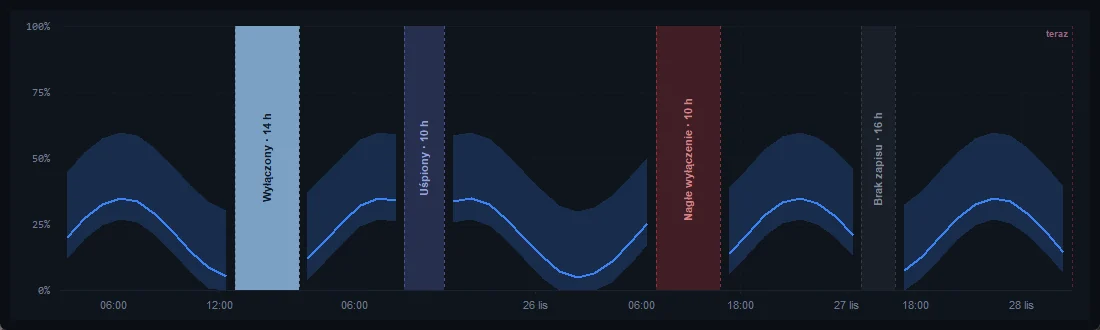 100%
teraz
75%
50%
25%
0%
Wyłączony · 14 h
Uśpiony · 10 h
Nagłe wyłączenie · 10 h
Brak zapisu · 16 h
06:00
12:00
06:00
26 lis
06:00
18:00
27 lis
18:00
28 lis